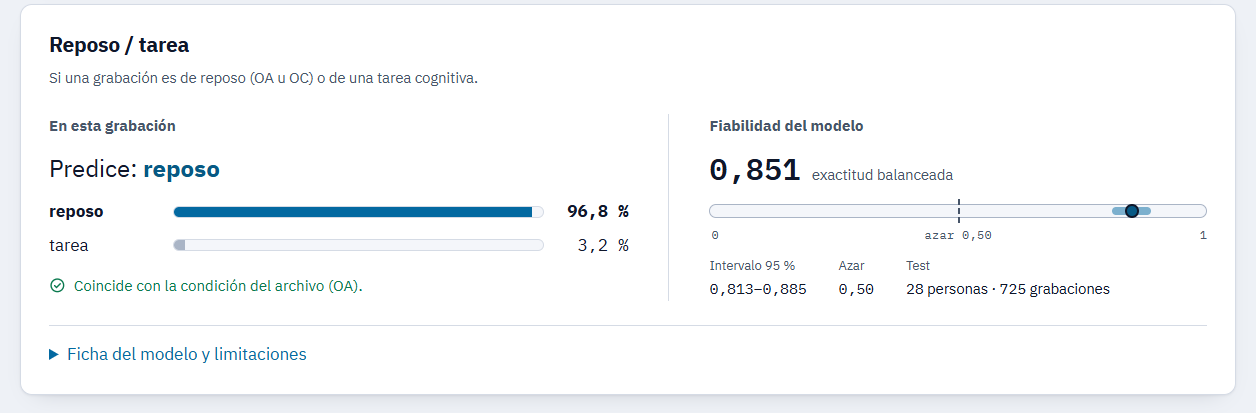 Reposo / tarea
Si una grabación es de reposo (OA u OC) o de una tarea cognitiva.
En esta grabación
Predice: reposo
reposo 96,8 %
tarea 3,2 %
Coincide con la condición del archivo (OA).
Fiabilidad del modelo
0,851 exactitud balanceada
0 azar 0,50 1
Intervalo 95 % Azar Test
0,813–0,885 0,50 28 personas · 725 grabaciones
Ficha del modelo y limitaciones